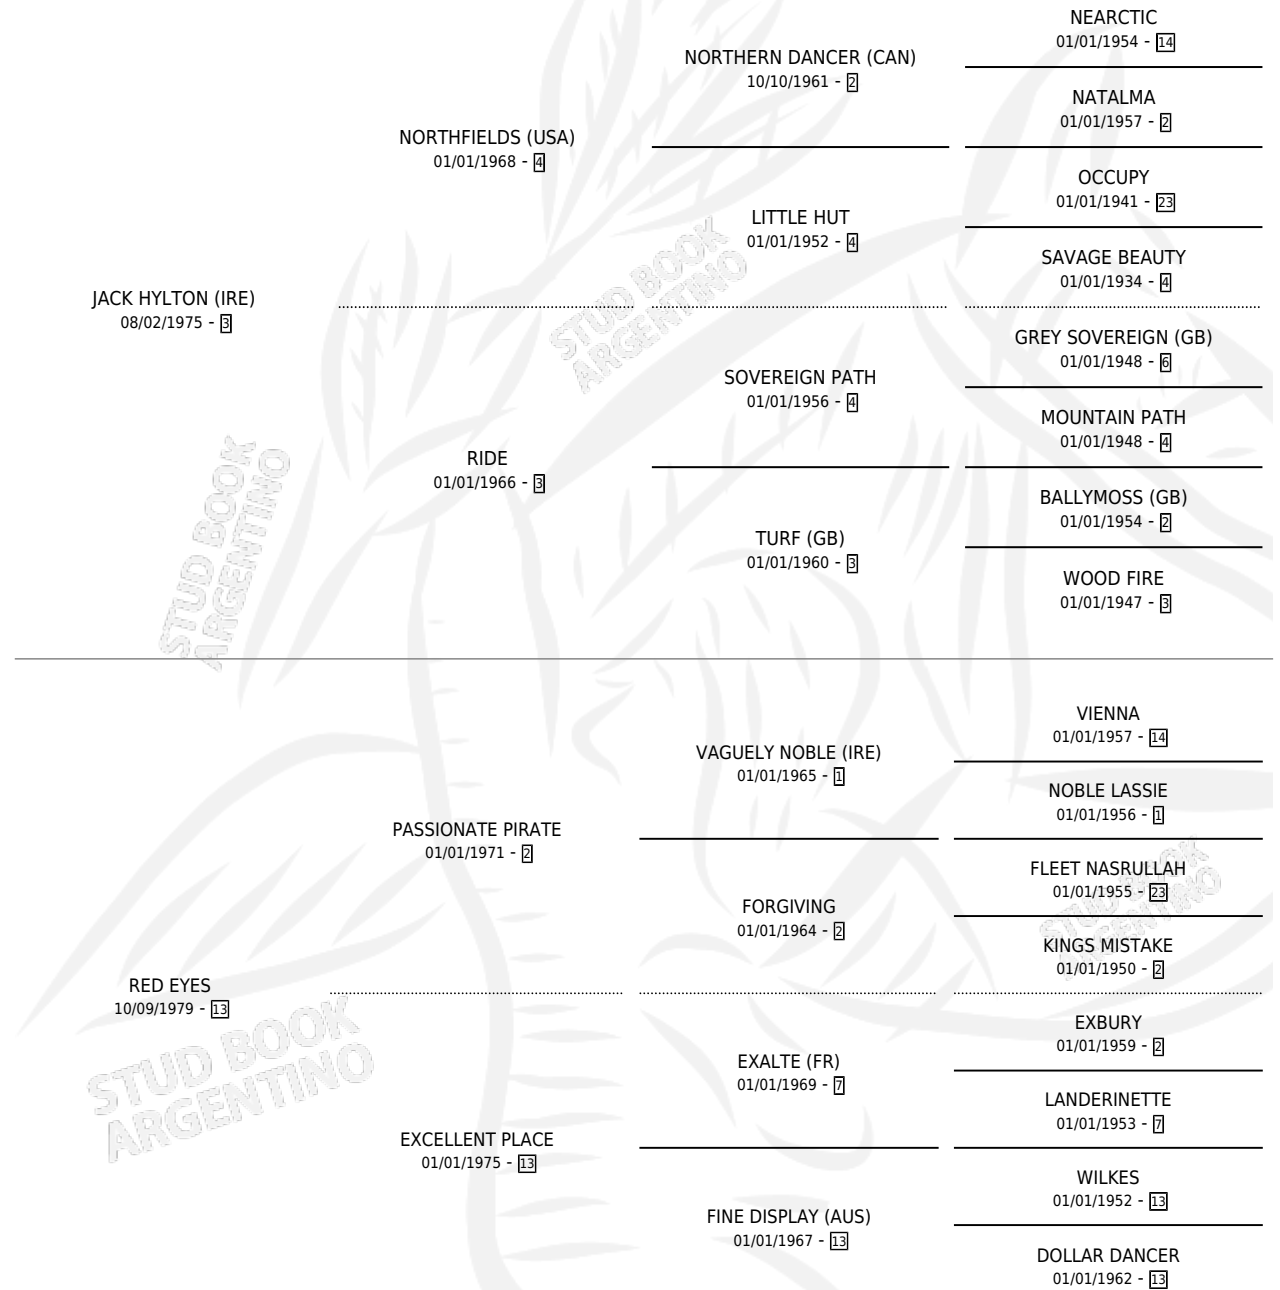 JACK HYLTON (IRE)
08/02/1975 - 3
NORTHFIELDS (USA)
01/01/1968 - 4
RIDE
01/01/1966 - 3
NORTHERN DANCER (CAN)
10/10/1961 - 2
LITTLE HUT
01/01/1952 - 4
SOVEREIGN PATH
01/01/1956 - 4
TURF (GB)
01/01/1960 - 3
NEARCTIC
01/01/1954 - 14
NATALMA
01/01/1957 - 2
OCCUPY
01/01/1941 - 23
SAVAGE BEAUTY
01/01/1934 - 4
GREY SOVEREIGN (GB)
01/01/1948 - 6
MOUNTAIN PATH
01/01/1948 - 4
BALLYMOSS (GB)
01/01/1954 - 2
WOOD FIRE
01/01/1947 - 3
RED EYES
10/09/1979 - 13
PASSIONATE PIRATE
01/01/1971 - 2
EXCELLENT PLACE
01/01/1975 - 13
VAGUELY NOBLE (IRE)
01/01/1965 - 1
FORGIVING
01/01/1964 - 2
EXALTE (FR)
01/01/1969 - 7
FINE DISPLAY (AUS)
01/01/1967 - 13
VIENNA
01/01/1957 - 14
NOBLE LASSIE
01/01/1956 - 1
FLEET NASRULLAH
01/01/1955 - 23
KINGS MISTAKE
01/01/1950 - 2
EXBURY
01/01/1959 - 2
LANDERINETTE
01/01/1953 - 7
WILKES
01/01/1952 - 13
DOLLAR DANCER
01/01/1962 - 13
STUD BOOK
ARGENTINO
STUD BOOK
ARGENTINO
STUD BOOK
ARGENTINO
STUD BOOK
ARGENTINO